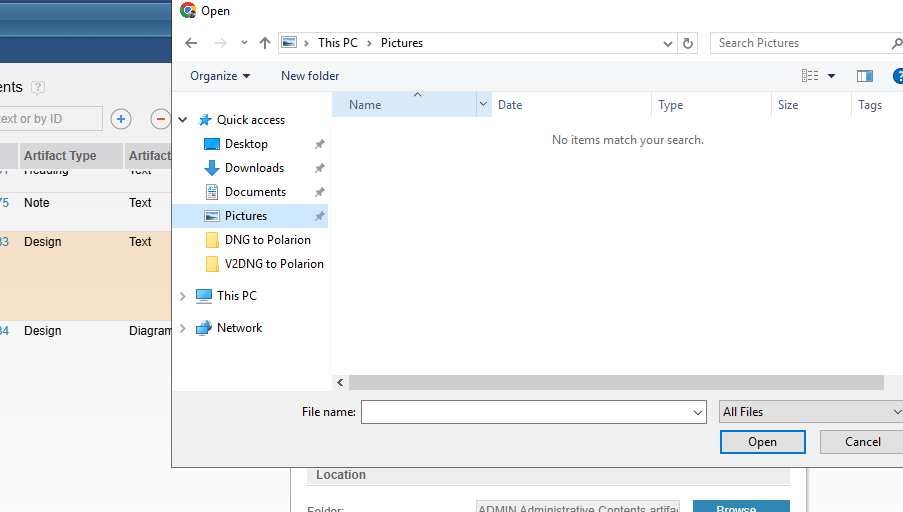 Open
This PC > Pictures
Search Pictures
Organize
New folder
ents ?
Name
Date
Type
Size
Tags
text or by ID
Quick access
No items match your search.
Desktop
Artifact Type
Artifact
Downloads
Heading
Text
75
Note
Text
Documents
Pictures
33
Design
Text
DNG to Polarion
V2DNG to Polarion
This PC
34
Design
Diagram
Network
File name:
All Files
Open
Cancel
Location
Folder:
ADMIN Administrative Contents artifac
Browse...